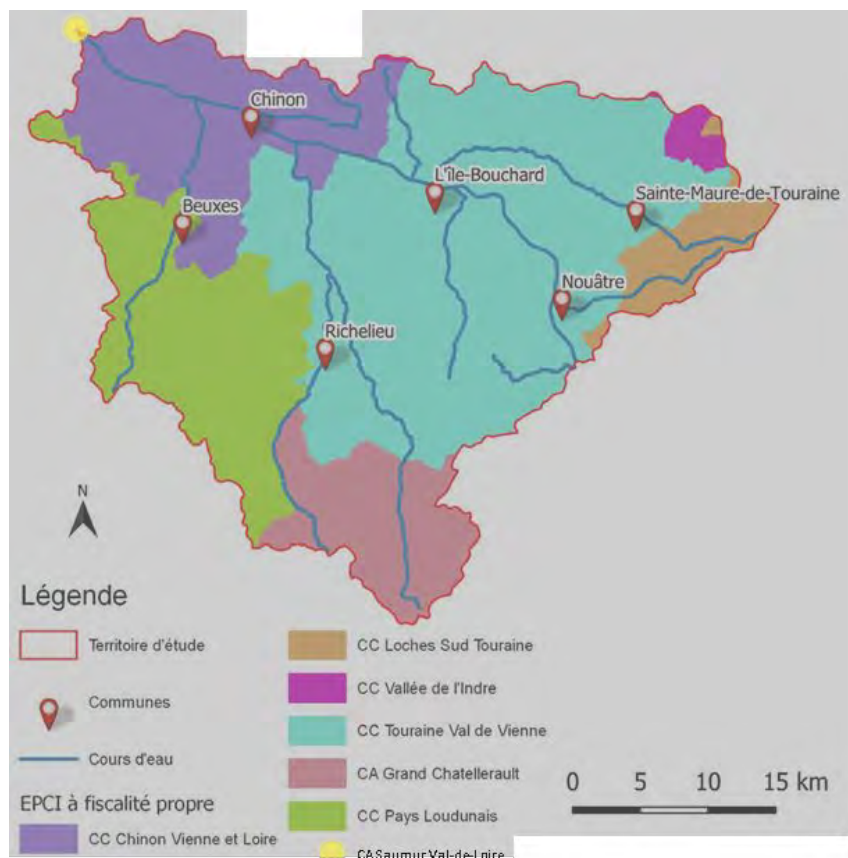 Chinon
L'île-Bouchard
Sainte-Maure-de-Touraine
Beuxes
Nouâtre
Richelieu
N
Légende
Territoire d'étude
Communes
Cours d'eau
EPCI à fiscalité propre
CC Chinon Vienne et Loire
CC Loches Sud Touraine
CC Vallée de l'Indre
CC Touraine Val de Vienne
CA Grand Chatellerault
CC Pays Loudunais
CA Saumur Val-de-Loire
0 5 10 15 km